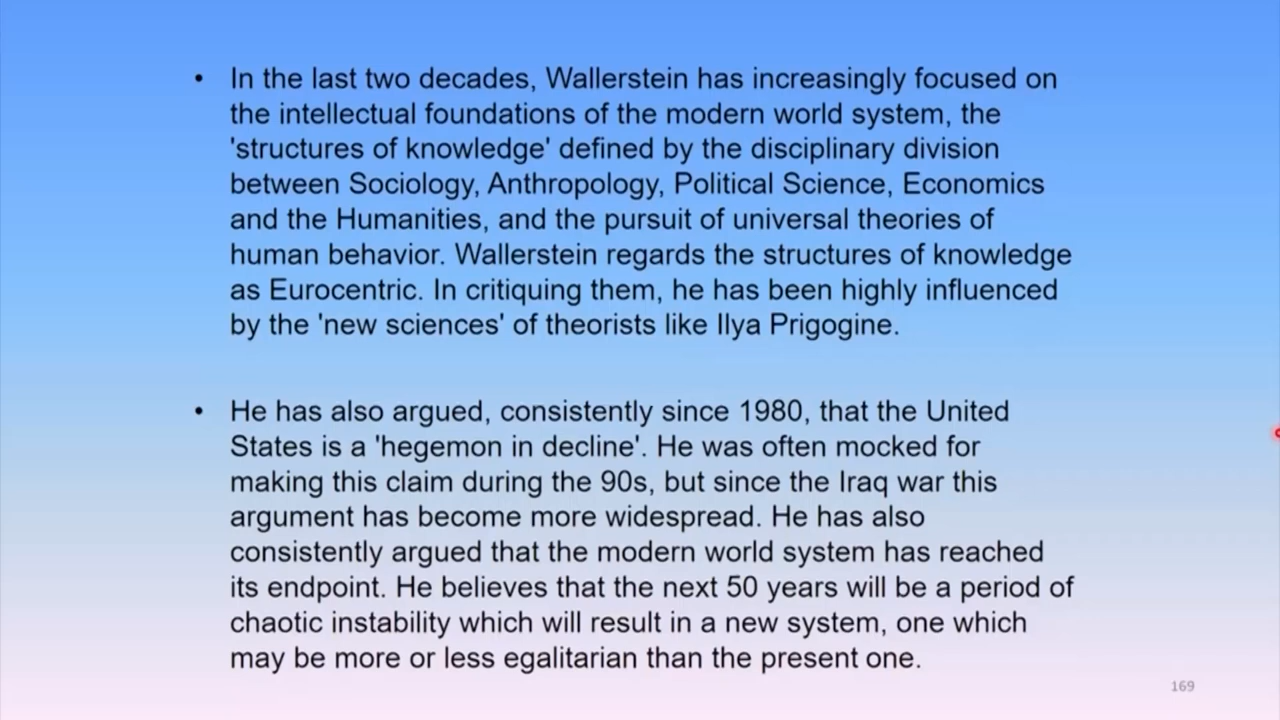 • In the last two decades, Wallerstein has increasingly focused on
the intellectual foundations of the modern world system, the
'structures of knowledge' defined by the disciplinary division
between Sociology, Anthropology, Political Science, Economics
and the Humanities, and the pursuit of universal theories of
human behavior. Wallerstein regards the structures of knowledge
as Eurocentric. In critiquing them, he has been highly influenced
by the 'new sciences' of theorists like Ilya Prigogine.
• He has also argued, consistently since 1980, that the United
States is a 'hegemon in decline'. He was often mocked for
making this claim during the 90s, but since the Iraq war this
argument has become more widespread. He has also
consistently argued that the modern world system has reached
its endpoint. He believes that the next 50 years will be a period of
chaotic instability which will result in a new system, one which
may be more or less egalitarian than the present one.
169